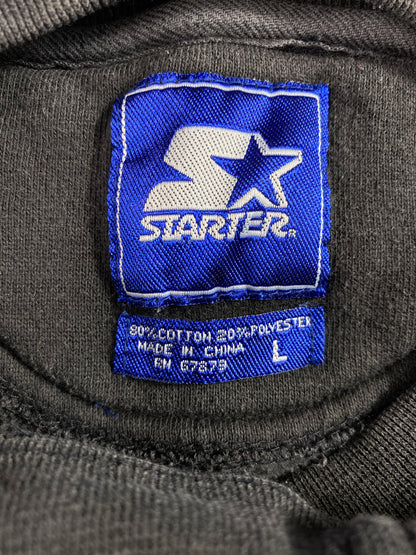 STARTER®
80% COTTON 20% POLYESTER
MADE IN CHINA
RN 67879
L